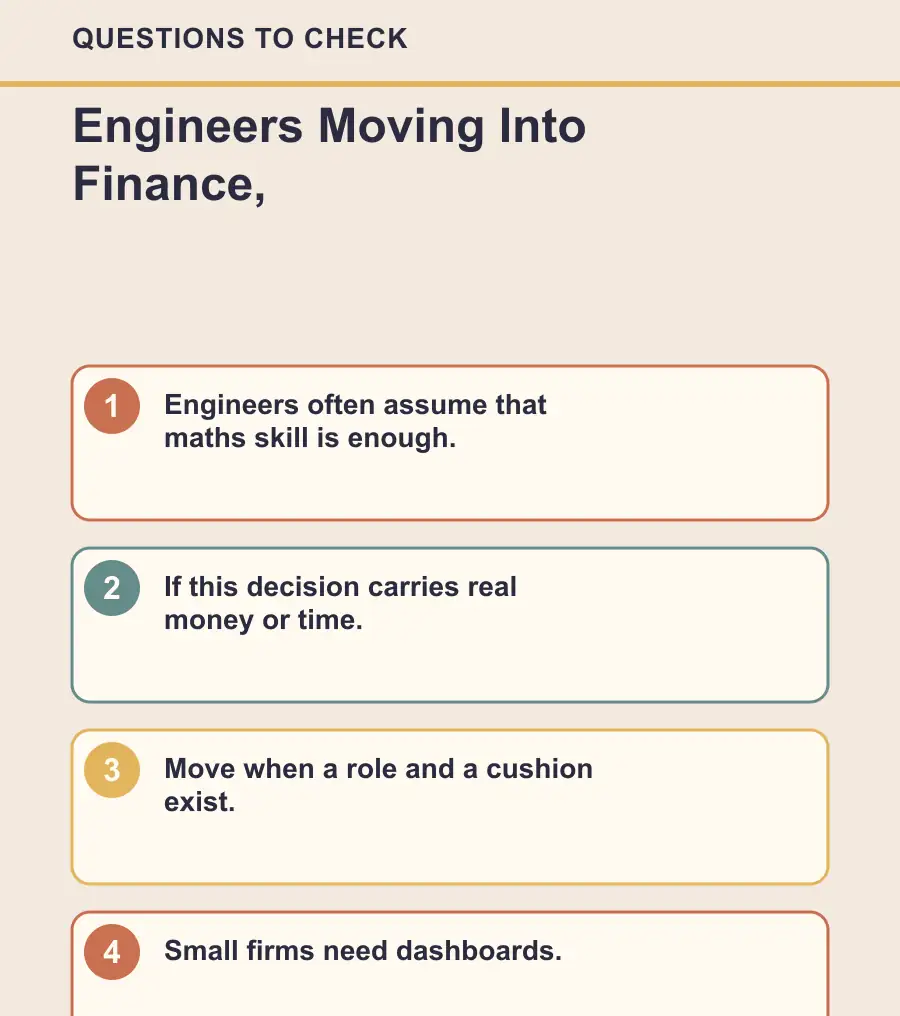 QUESTIONS TO CHECK
Engineers Moving Into
Finance,
1
Engineers often assume that
maths skill is enough.
2
If this decision carries real
money or time.
3
Move when a role and a cushion
exist.
4
Small firms need dashboards.